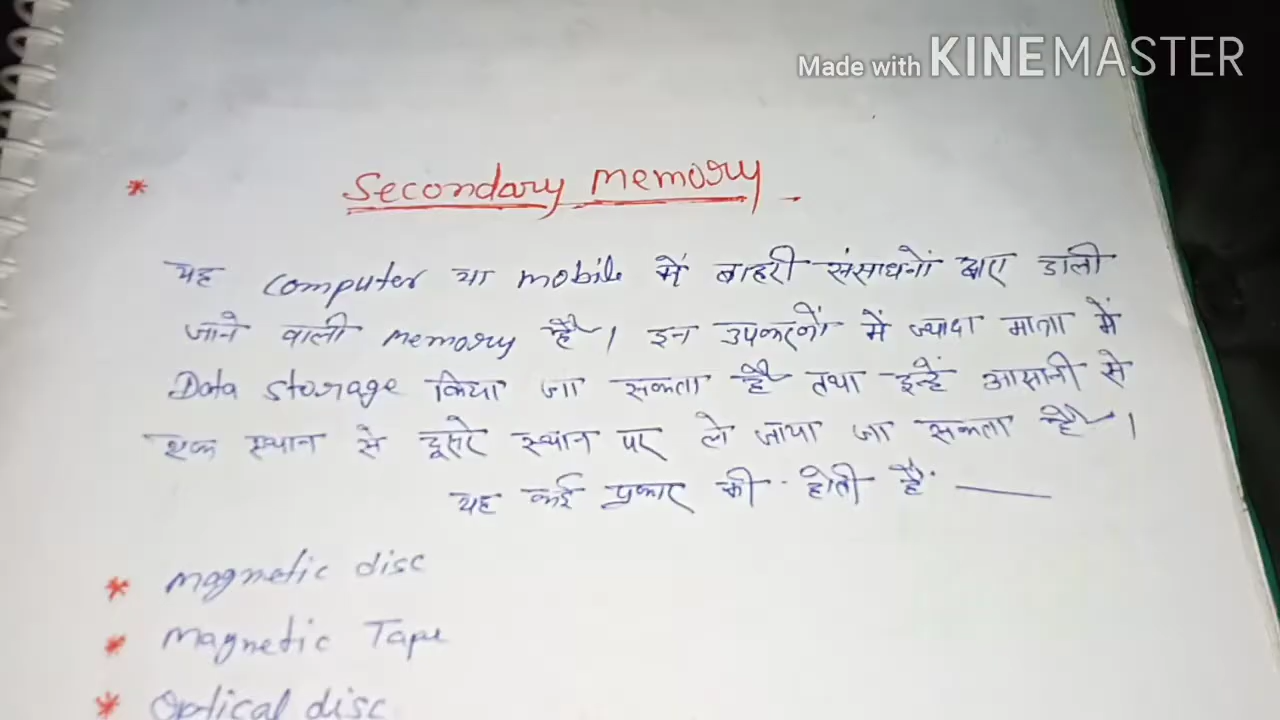 Made with KINEMASTER
* Secondary memory.
यह computer या mobile में बाहरी संसाधनों द्वारा डाली
जाने वाली memory है। इन उपकरणों में ज्यादा मात्रा में
Data storage किया जा सकता है तथा इन्हें आसानी से
एक स्थान से दूसरे स्थान पर ले जाया जा सकता है।
यह कई प्रकार की होती है —
* magnetic disc
* magnetic Tape
* Optical disc